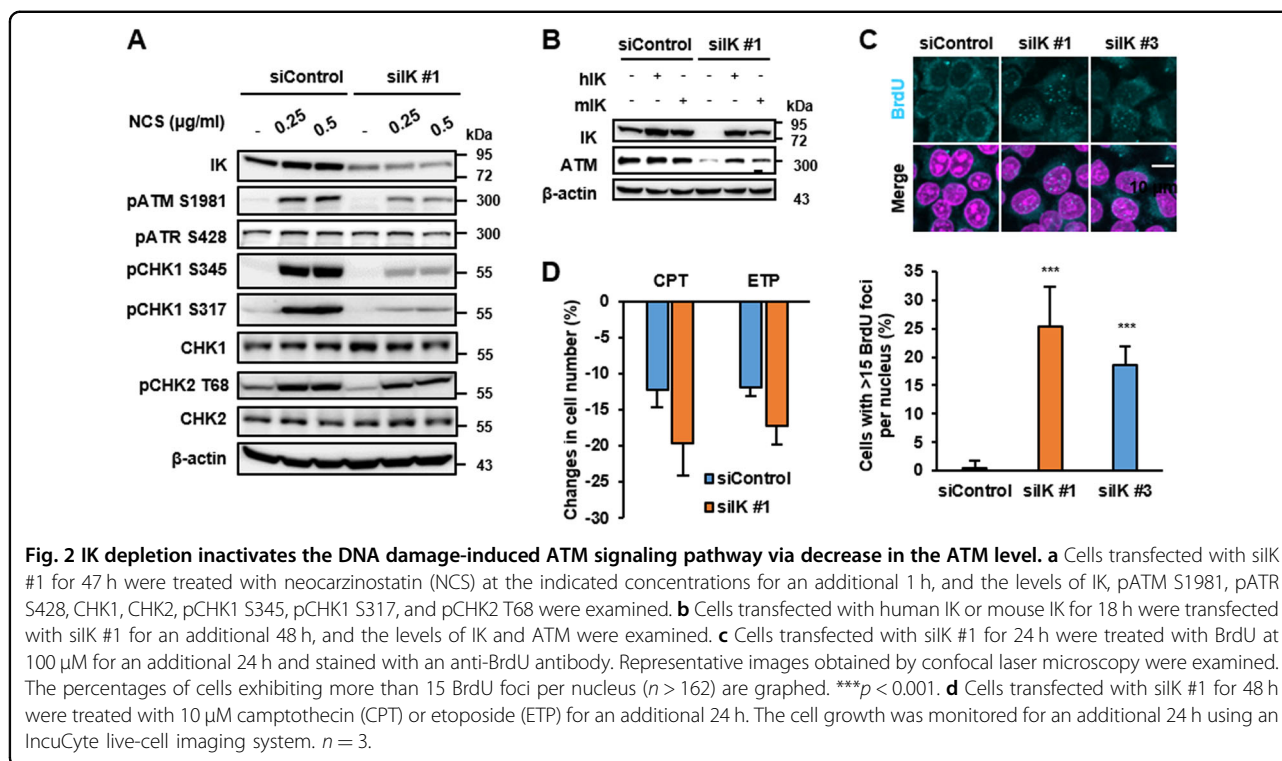 A
siControl
siIK #1
NCS (µg/ml)
- 0.25 0.5 - 0.25 0.5
kDa
IK
95
72
pATM S1981
300
pATR S428
300
pCHK1 S345
55
pCHK1 S317
55
CHK1
55
pCHK2 T68
55
CHK2
55
β-actin
43
B
siControl
siIK #1
hIK - + - - + -
mIK - - + - - +
kDa
IK
95
72
ATM
300
β-actin
43
C
siControl
siIK #1
siIK #3
BrdU
Merge
10 µm
D
CPT
ETP
Changes in cell number (%)
0
-5
-10
-15
-20
-25
-30
siControl
siIK #1
Cells with >15 BrdU foci
per nucleus (%)
35
30
25
20
15
10
5
0
***
***
siControl
siIK #1
siIK #3
Fig. 2 IK depletion inactivates the DNA damage-induced ATM signaling pathway via decrease in the ATM level. a Cells transfected with siIK
#1 for 47 h were treated with neocarzinostatin (NCS) at the indicated concentrations for an additional 1 h, and the levels of IK, pATM S1981, pATR
S428, CHK1, CHK2, pCHK1 S345, pCHK1 S317, and pCHK2 T68 were examined. b Cells transfected with human IK or mouse IK for 18 h were transfected
with siIK #1 for an additional 48 h, and the levels of IK and ATM were examined. c Cells transfected with siIK #1 for 24 h were treated with BrdU at
100 µM for an additional 24 h and stained with an anti-BrdU antibody. Representative images obtained by confocal laser microscopy were examined.
The percentages of cells exhibiting more than 15 BrdU foci per nucleus (n > 162) are graphed. ***p < 0.001. d Cells transfected with siIK #1 for 48 h
were treated with 10 µM camptothecin (CPT) or etoposide (ETP) for an additional 24 h. The cell growth was monitored for an additional 24 h using an
IncuCyte live-cell imaging system. n = 3.